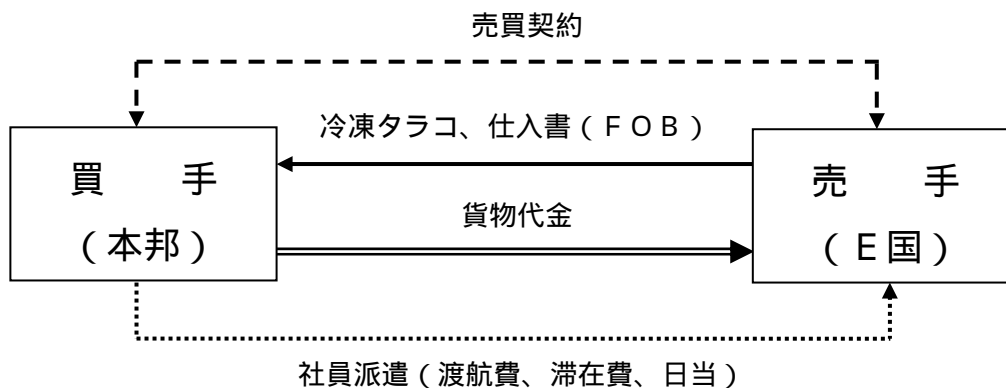 売買契約
冷凍タラコ、仕入書（ＦＯＢ）
買　　手
（本邦）
売　　手
（Ｅ国）
貨物代金
社員派遣（渡航費、滞在費、日当）